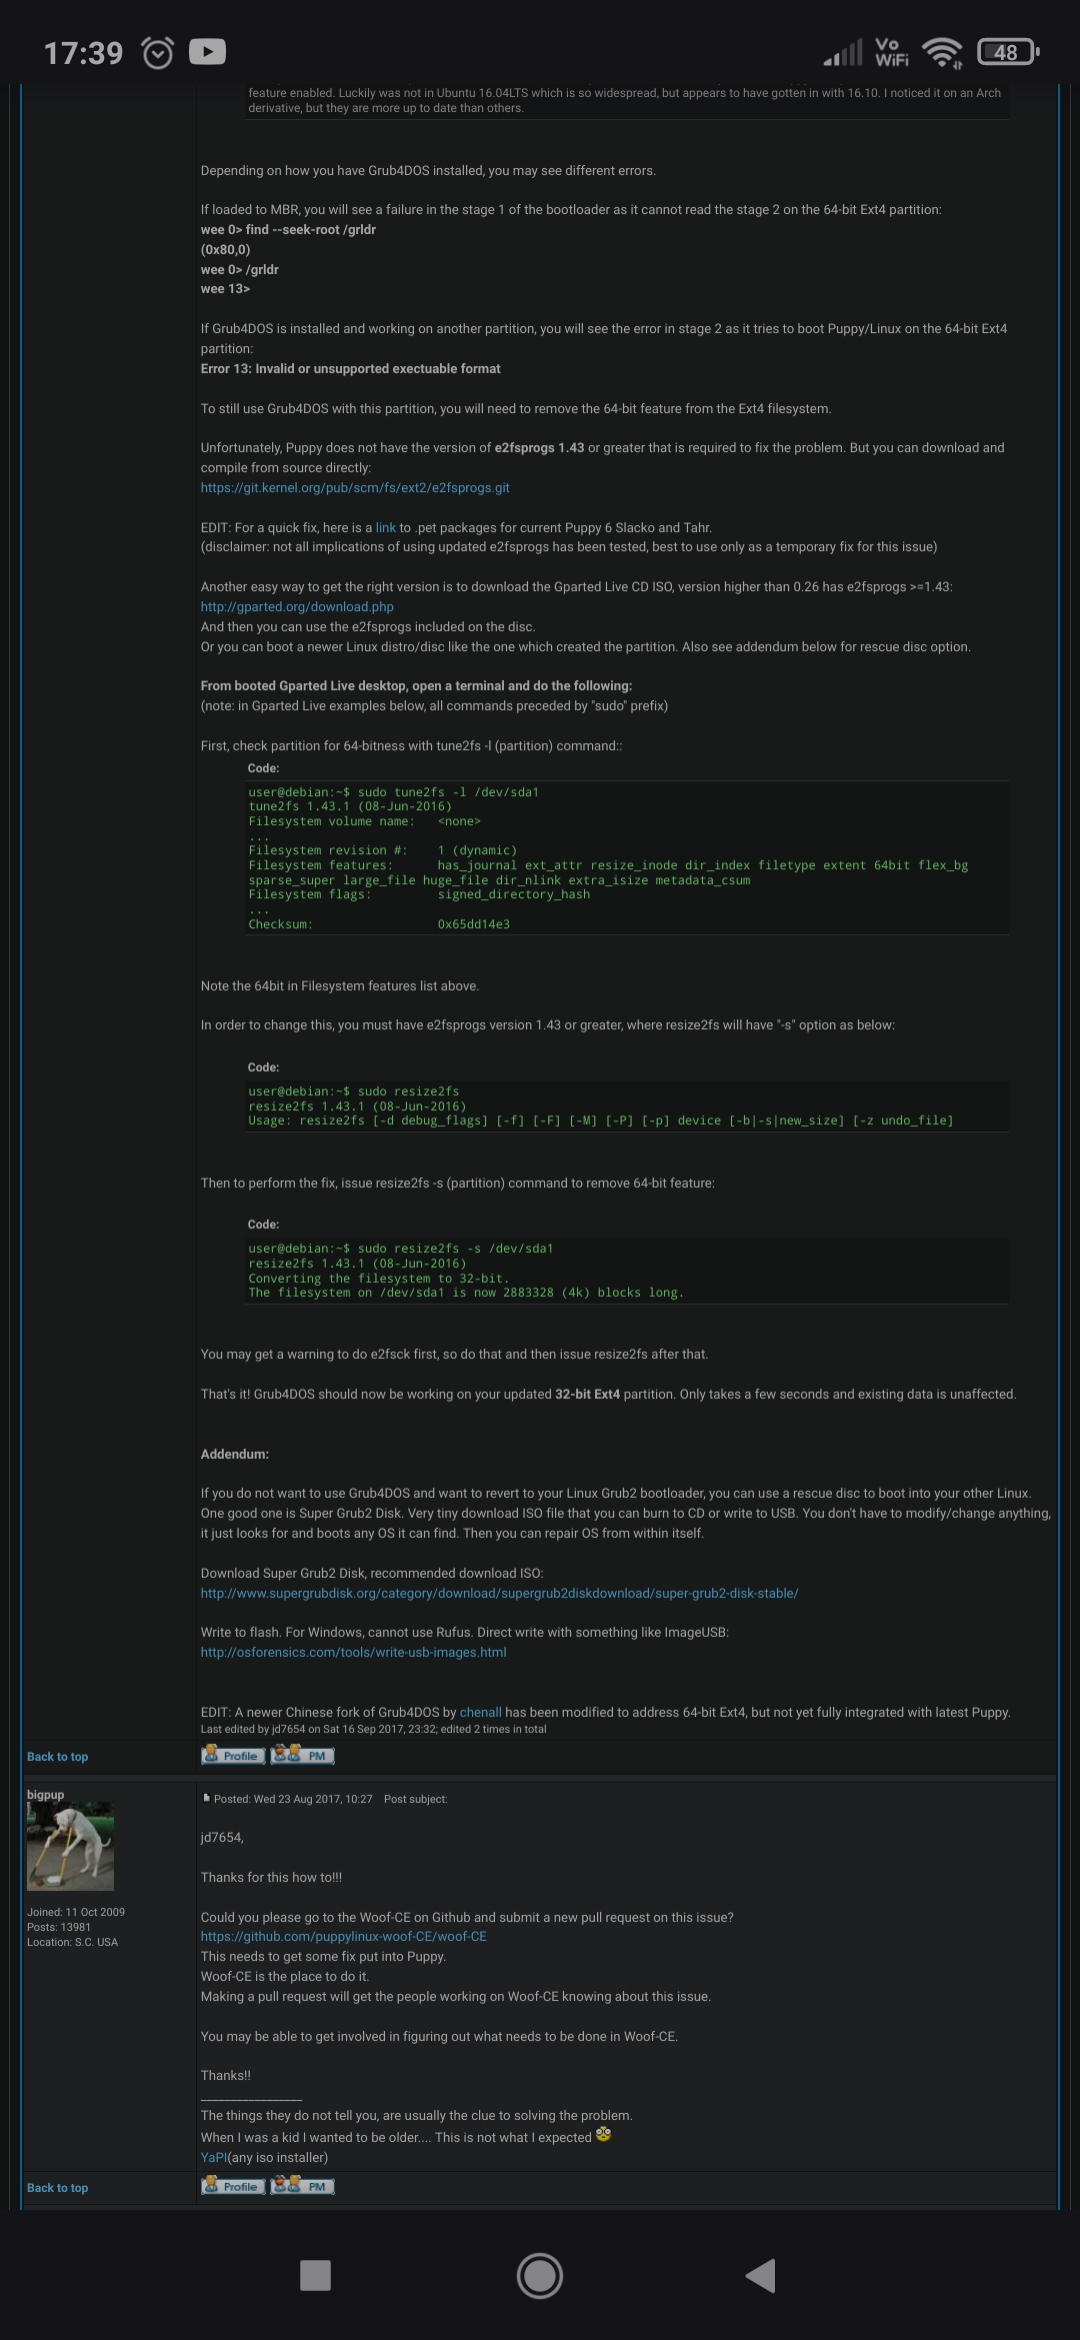 17:39
Vo
WiFi
48
feature enabled. Luckily was not in Ubuntu 16.04LTS which is so widespread, but appears to have gotten in with 16.10. I noticed it on an Arch
derivative, but they are more up to date than others.
Depending on how you have Grub4DOS installed, you may see different errors.
If loaded to MBR, you will see a failure in the stage 1 of the bootloader as it cannot read the stage 2 on the 64-bit Ext4 partition:
wee 0> find --seek-root /grldr
(0x80,0)
wee 0> /grldr
wee 13>
If Grub4DOS is installed and working on another partition, you will see the error in stage 2 as it tries to boot Puppy/Linux on the 64-bit Ext4
partition:
Error 13: Invalid or unsupported exectuable format
To still use Grub4DOS with this partition, you will need to remove the 64-bit feature from the Ext4 filesystem.
Unfortunately, Puppy does not have the version of e2fsprogs 1.43 or greater that is required to fix the problem. But you can download and
compile from source directly:
https://git.kernel.org/pub/scm/fs/ext2/e2fsprogs.git
EDIT: For a quick fix, here is a link to .pet packages for current Puppy 6 Slacko and Tahr.
(disclaimer: not all implications of using updated e2fsprogs has been tested, best to use only as a temporary fix for this issue)
Another easy way to get the right version is to download the Gparted Live CD ISO, version higher than 0.26 has e2fsprogs >=1.43:
http://gparted.org/download.php
And then you can use the e2fsprogs included on the disc.
Or you can boot a newer Linux distro/disc like the one which created the partition. Also see addendum below for rescue disc option.
From booted Gparted Live desktop, open a terminal and do the following:
(note: in Gparted Live examples below, all commands preceded by "sudo" prefix)
First, check partition for 64-bitness with tune2fs -l (partition) command::
Code:
user@debian:~$ sudo tune2fs -l /dev/sda1
tune2fs 1.43.1 (08-Jun-2016)
Filesystem volume name:   <none>
...
Filesystem revision #:    1 (dynamic)
Filesystem features:      has_journal ext_attr resize_inode dir_index filetype extent 64bit flex_bg
sparse_super large_file huge_file dir_nlink extra_isize metadata_csum
Filesystem flags:         signed_directory_hash
...
Checksum:                 0x65dd14e3
Note the 64bit in Filesystem features list above.
In order to change this, you must have e2fsprogs version 1.43 or greater, where resize2fs will have "-s" option as below:
Code:
user@debian:~$ sudo resize2fs
resize2fs 1.43.1 (08-Jun-2016)
Usage: resize2fs [-d debug_flags] [-f] [-F] [-M] [-P] [-p] device [-b|-s|new_size] [-z undo_file]
Then to perform the fix, issue resize2fs -s (partition) command to remove 64-bit feature:
Code:
user@debian:~$ sudo resize2fs -s /dev/sda1
resize2fs 1.43.1 (08-Jun-2016)
Converting the filesystem to 32-bit.
The filesystem on /dev/sda1 is now 2883328 (4k) blocks long.
You may get a warning to do e2fsck first, so do that and then issue resize2fs after that.
That's it! Grub4DOS should now be working on your updated 32-bit Ext4 partition. Only takes a few seconds and existing data is unaffected.
Addendum:
If you do not want to use Grub4DOS and want to revert to your Linux Grub2 bootloader, you can use a rescue disc to boot into your other Linux.
One good one is Super Grub2 Disk. Very tiny download ISO file that you can burn to CD or write to USB. You don't have to modify/change anything,
it just looks for and boots any OS it can find. Then you can repair OS from within itself.
Download Super Grub2 Disk, recommended download ISO:
http://www.supergrubdisk.org/category/download/supergrub2diskdownload/super-grub2-disk-stable/
Write to flash. For Windows, cannot use Rufus. Direct write with something like ImageUSB:
http://osforensics.com/tools/write-usb-images.html
EDIT: A newer Chinese fork of Grub4DOS by chenall has been modified to address 64-bit Ext4, but not yet fully integrated with latest Puppy.
Last edited by jd7654 on Sat 16 Sep 2017, 23:32; edited 2 times in total
Back to top
Profile PM
bigpup
Posted: Wed 23 Aug 2017, 10:27 Post subject:
Joined: 11 Oct 2009
Posts: 13981
Location: S.C. USA
jd7654,
Thanks for this how to!!!
Could you please go to the Woof-CE on Github and submit a new pull request on this issue?
https://github.com/puppylinux-woof-CE/woof-CE
This needs to get some fix put into Puppy.
Woof-CE is the place to do it.
Making a pull request will get the people working on Woof-CE knowing about this issue.
You may be able to get involved in figuring out what needs to be done in Woof-CE.
Thanks!!
_________________
The things they do not tell you, are usually the clue to solving the problem.
When I was a kid I wanted to be older.... This is not what I expected
YaPI(any iso installer)
Back to top
Profile PM